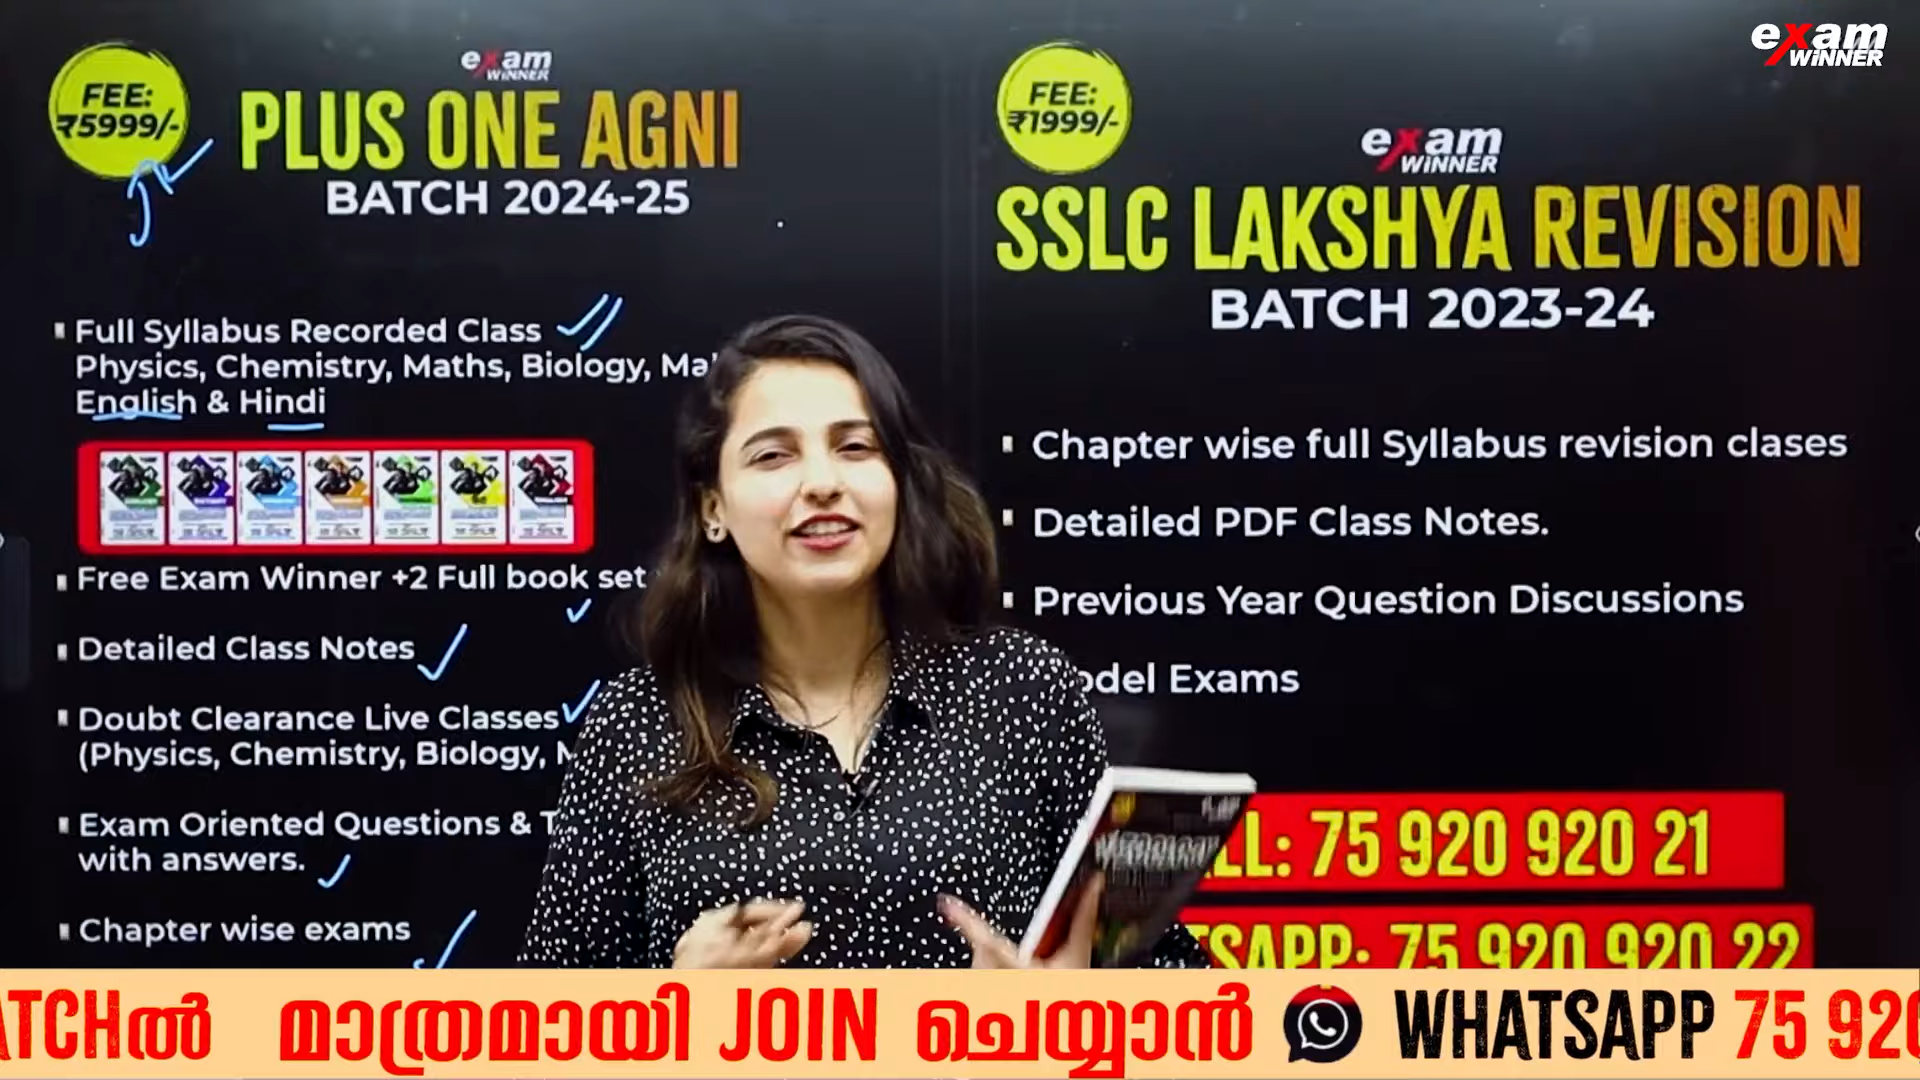 exam
WiNNER
exam
WiNNER
FEE:
₹5999/-
PLUS ONE AGNI
BATCH 2024-25
Full Syllabus Recorded Class
Physics, Chemistry, Maths, Biology,
English & Hindi
Free Exam Winner +2 Full book set
Detailed Class Notes
Doubt Clearance Live Classes
(Physics, Chemistry, Biology,
Exam Oriented Questions &
with answers.
Chapter wise exams
FEE:
₹1999/-
exam
WiNNER
SSLC LAKSHYA REVISION
BATCH 2023-24
Chapter wise full Syllabus revision clases
Detailed PDF Class Notes.
Previous Year Question Discussions
odel Exams
LL: 75 920 920 21
TSAPP: 75 920 920 22
ATCHൽ മാത്രമായി JOIN ചെയ്യാൻ WHATSAPP 75 920